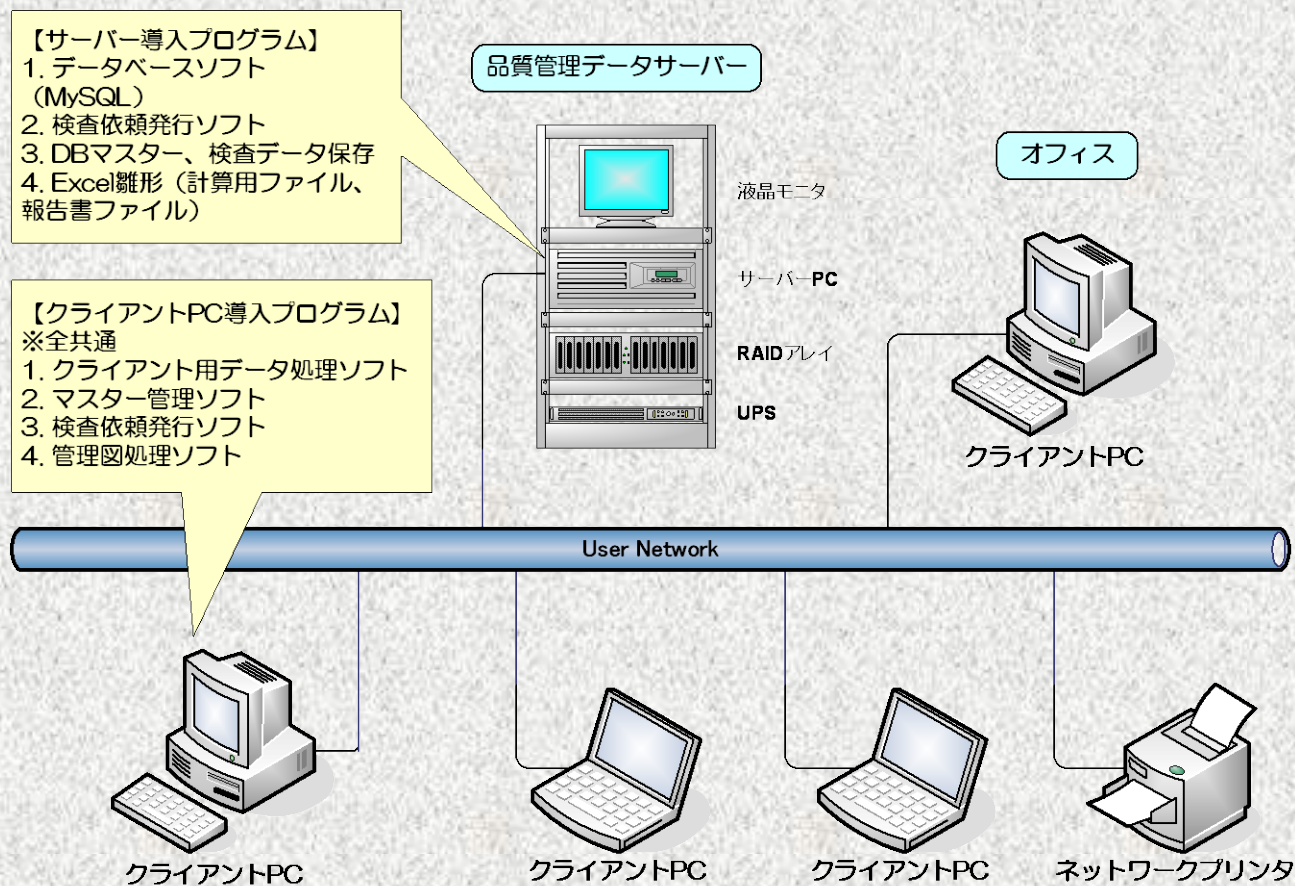 【サーバー導入プログラム】
1. データベースソフト
（MySQL）
2. 検査依頼発行ソフト
3. DBマスター、検査データ保存
4. Excel雛形（計算用ファイル、
報告書ファイル）
品質管理データサーバー
オフィス
液晶モニタ
サーバーPC
RAIDアレイ
UPS
クライアントPC
【クライアントPC導入プログラム】
※全共通
1. クライアント用データ処理ソフト
2. マスター管理ソフト
3. 検査依頼発行ソフト
4. 管理図処理ソフト
User Network
クライアントPC
クライアントPC
クライアントPC
ネットワークプリンタ